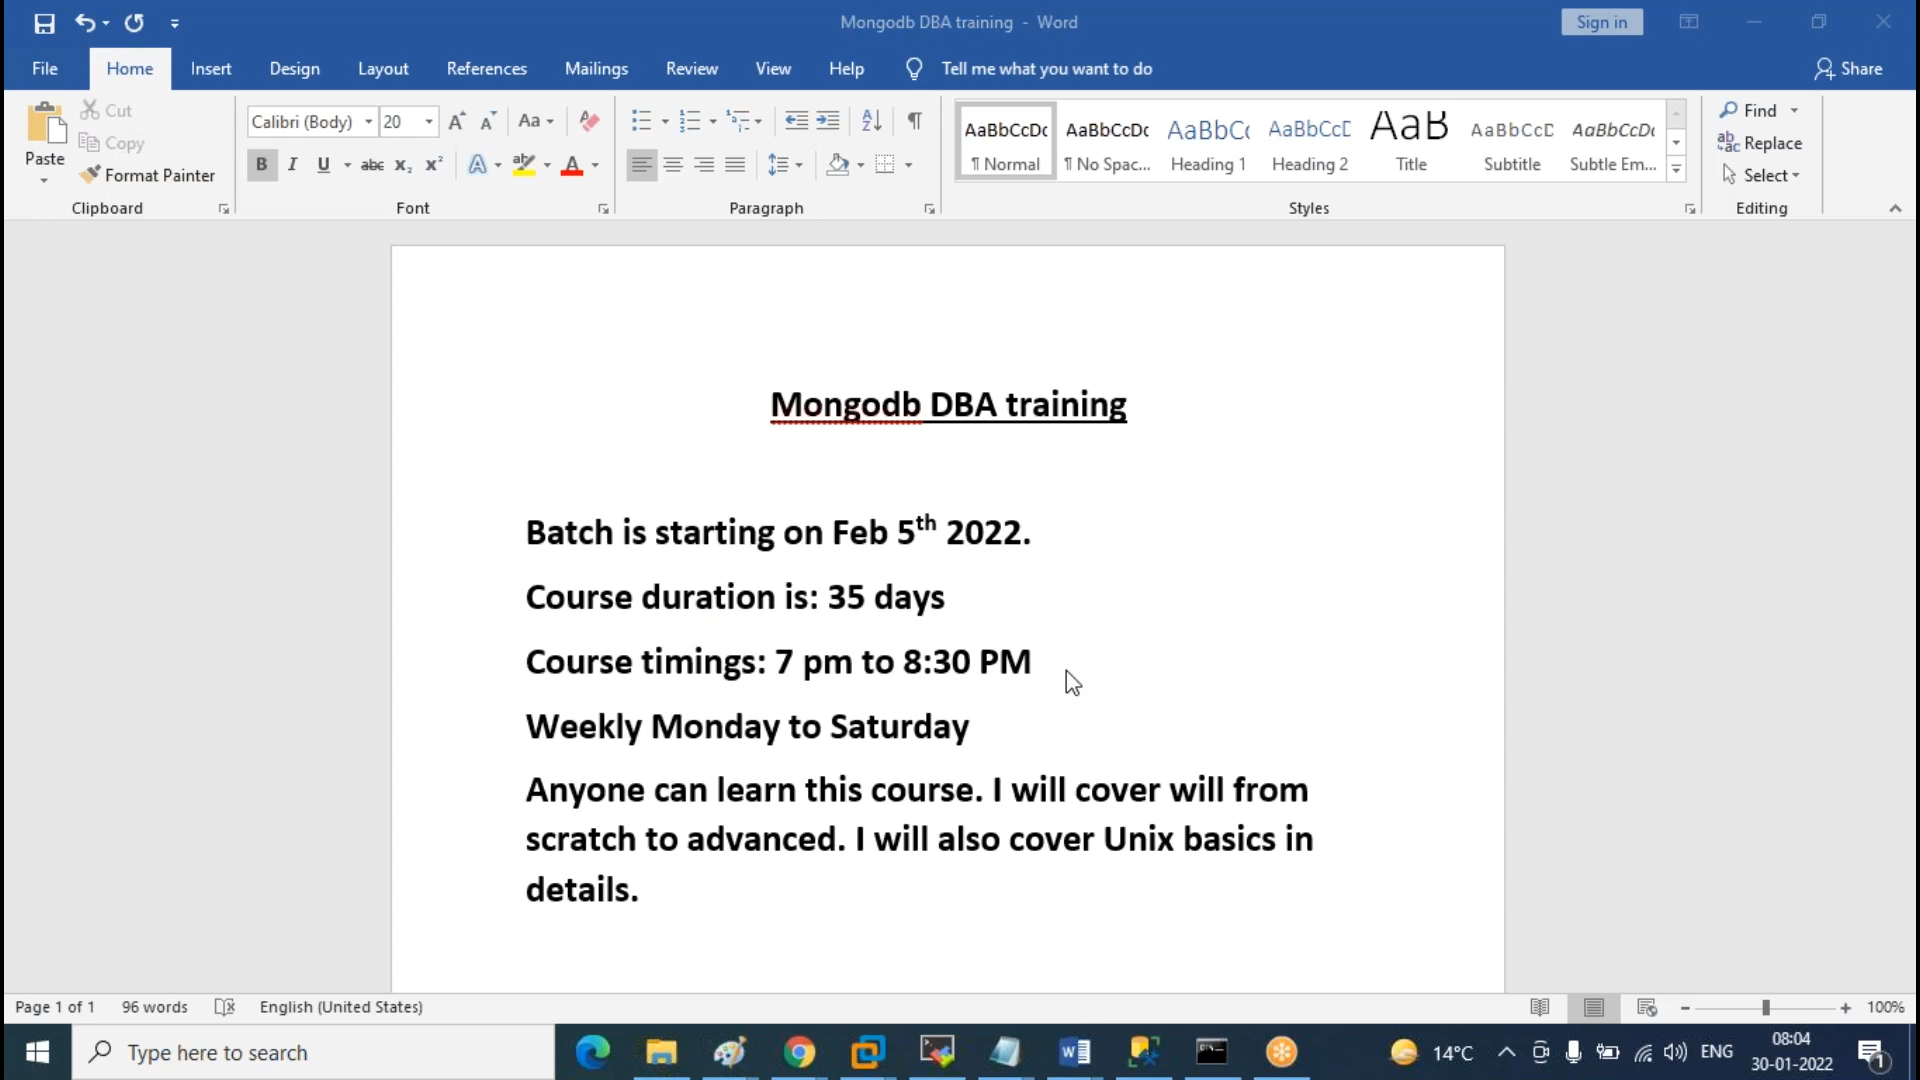 Mongodb DBA training - Word
Sign in
File Home Insert Design Layout References Mailings Review View Help Tell me what you want to do Share
Paste
Cut
Copy
Format Painter
Clipboard
Calibri (Body) 20
Font
Paragraph
AaBbCcDc AaBbCcDc AaBbC AaBbCcD AaB AaBbCcD AaBbCcDc
¶ Normal ¶ No Spac... Heading 1 Heading 2 Title Subtitle Subtle Em...
Styles
Find
Replace
Select
Editing
Mongodb DBA training
Batch is starting on Feb 5th 2022.
Course duration is: 35 days
Course timings: 7 pm to 8:30 PM
Weekly Monday to Saturday
Anyone can learn this course. I will cover will from
scratch to advanced. I will also cover Unix basics in
details.
Page 1 of 1 96 words English (United States) 100%
Type here to search
14°C ENG
08:04
30-01-2022
1